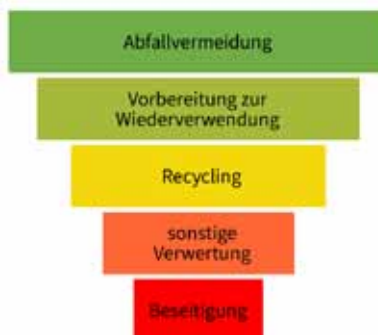 Abfallvermeidung
Vorbereitung zur
Wiederverwendung
Recycling
sonstige
Verwertung
Beseitigung